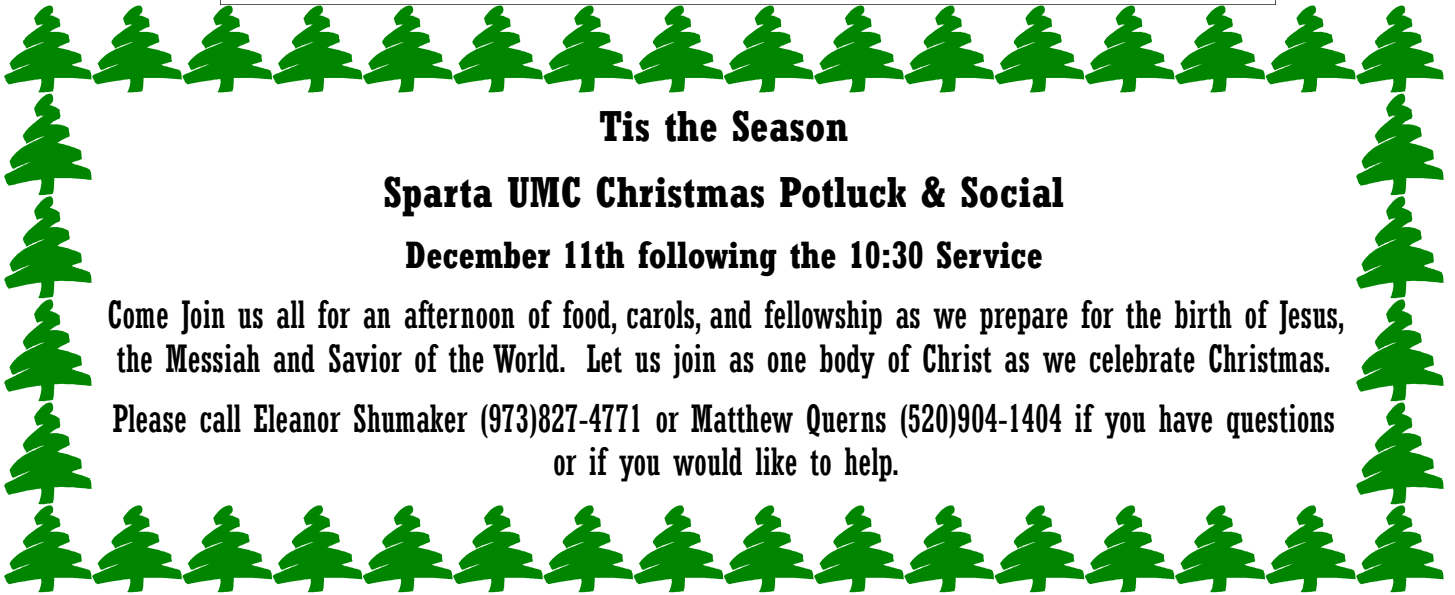 Tis the Season
Sparta UMC Christmas Potluck & Social
December 11th following the 10:30 Service
Come Join us all for an afternoon of food, carols, and fellowship as we prepare for the birth of Jesus,
the Messiah and Savior of the World. Let us join as one body of Christ as we celebrate Christmas.
Please call Eleanor Shumaker (973)827-4771 or Matthew Querns (520)904-1404 if you have questions
or if you would like to help.